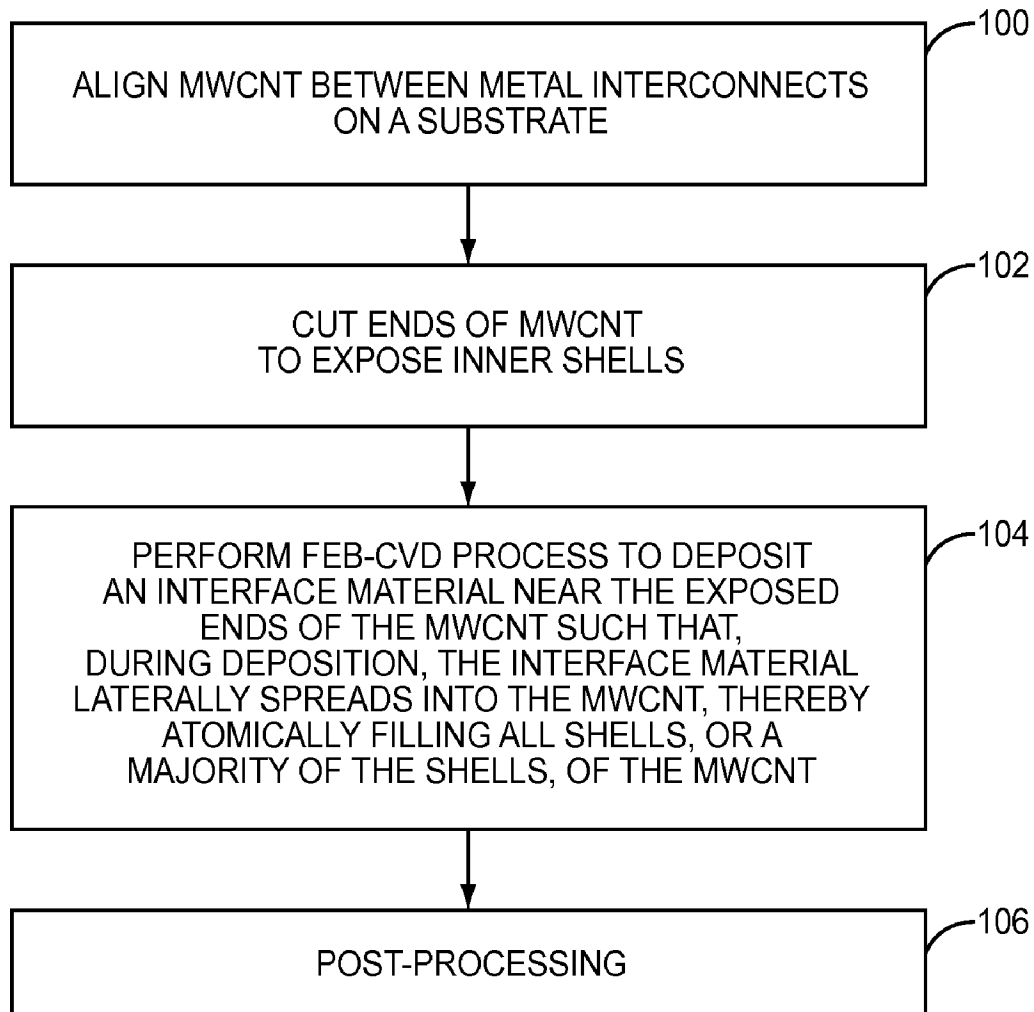 100
ALIGN MWCNT BETWEEN METAL INTERCONNECTS
ON A SUBSTRATE
102
CUT ENDS OF MWCNT
TO EXPOSE INNER SHELLS
104
PERFORM FEB-CVD PROCESS TO DEPOSIT
AN INTERFACE MATERIAL NEAR THE EXPOSED
ENDS OF THE MWCNT SUCH THAT,
DURING DEPOSITION, THE INTERFACE MATERIAL
LATERALLY SPREADS INTO THE MWCNT, THEREBY
ATOMICALLY FILLING ALL SHELLS, OR A
MAJORITY OF THE SHELLS, OF THE MWCNT
106
POST-PROCESSING